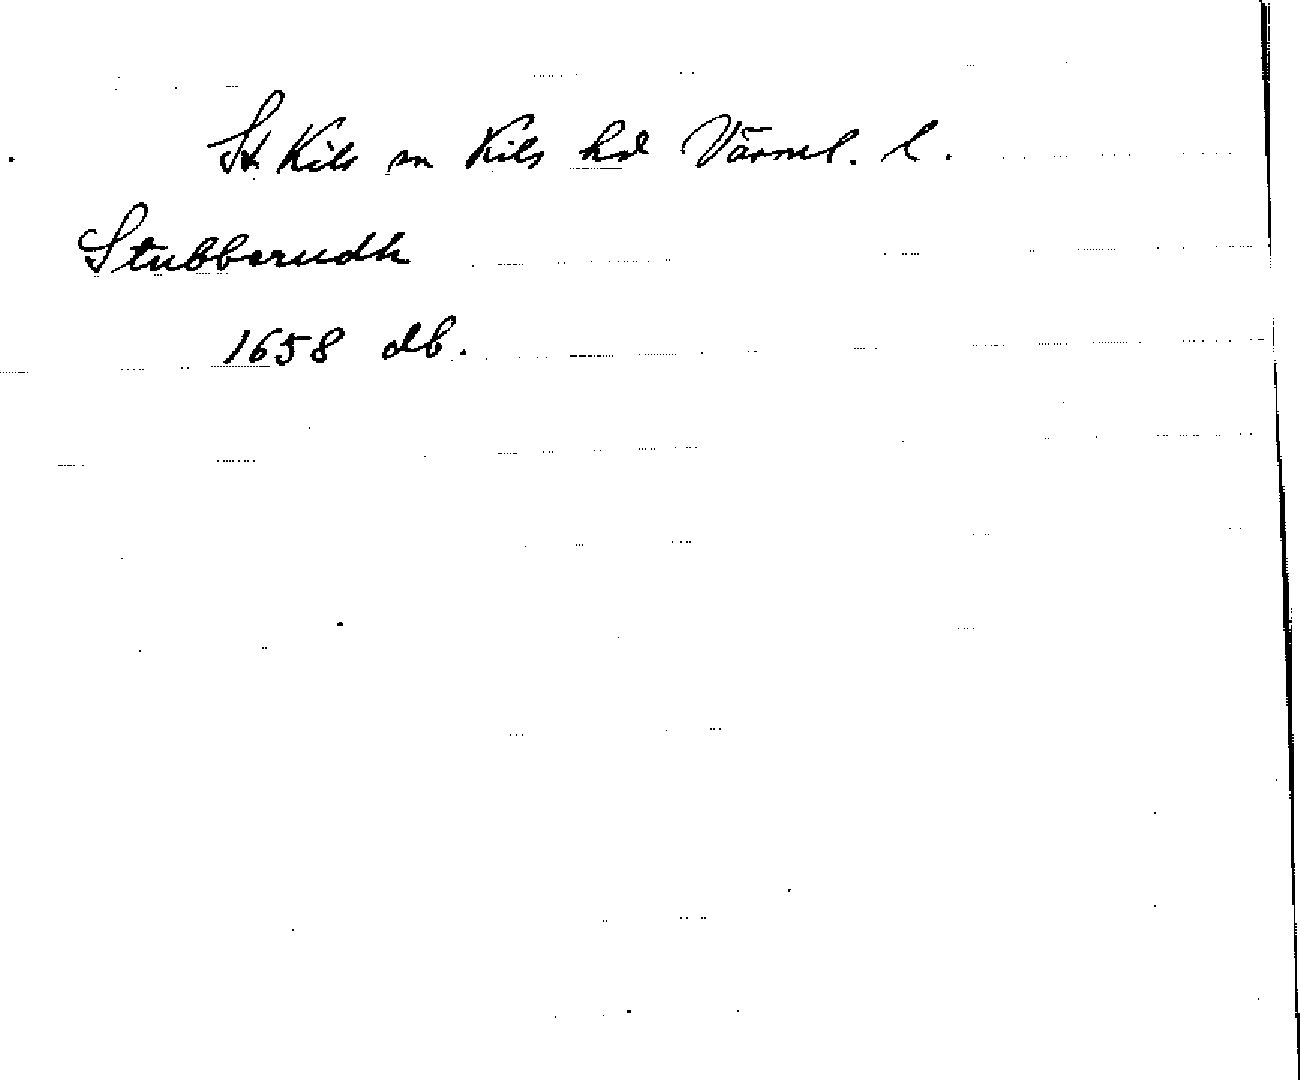 St. Kils sn Kils hd Värml. l.
Stubberudh
1658 db.